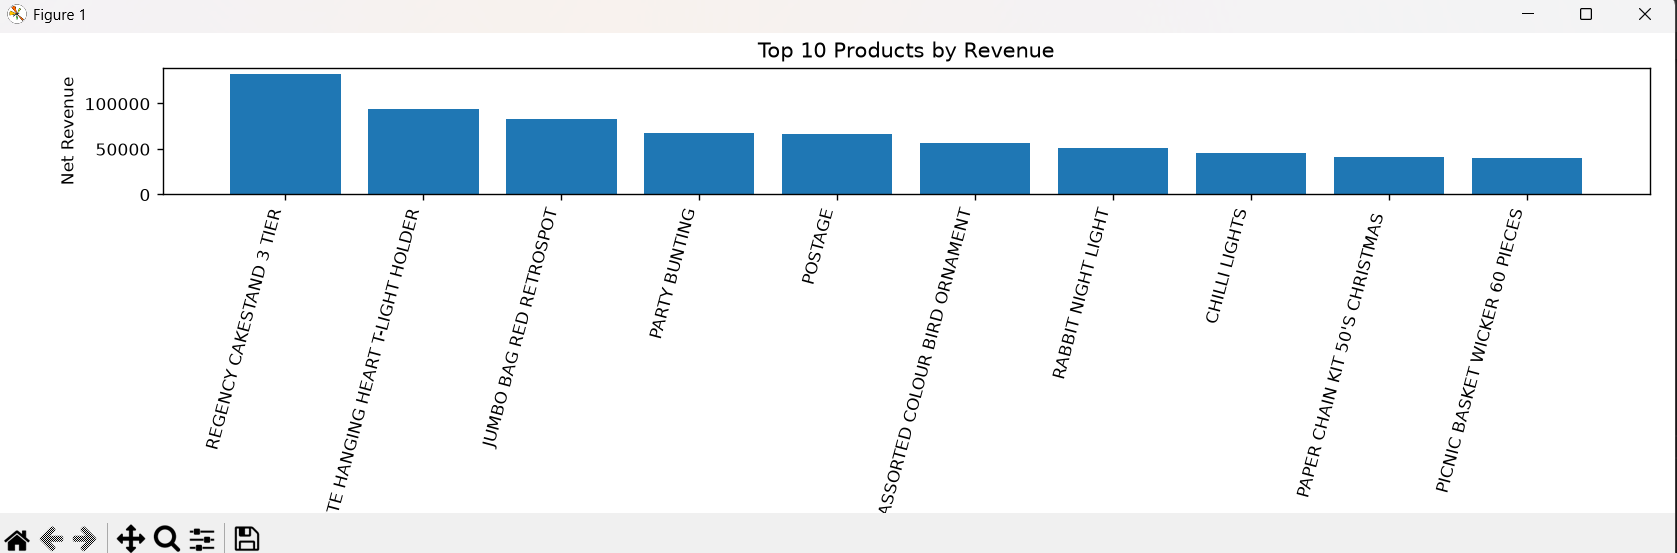 Figure 1
Top 10 Products by Revenue
Net Revenue
100000
50000
0
REGENCY CAKESTAND 3 TIER
TE HANGING HEART T-LIGHT HOLDER
JUMBO BAG RED RETROSPOT
PARTY BUNTING
POSTAGE
ASSORTED COLOUR BIRD ORNAMENT
RABBIT NIGHT LIGHT
CHILLI LIGHTS
PAPER CHAIN KIT 50'S CHRISTMAS
PICNIC BASKET WICKER 60 PIECES